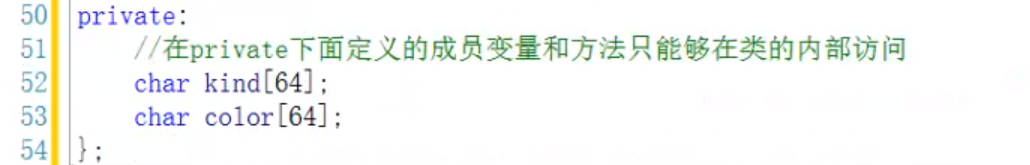 50 private:
51 //在private下面定义的成员变量和方法只能够在类的内部访问
52 char kind[64];
53 char color[64];
54 };